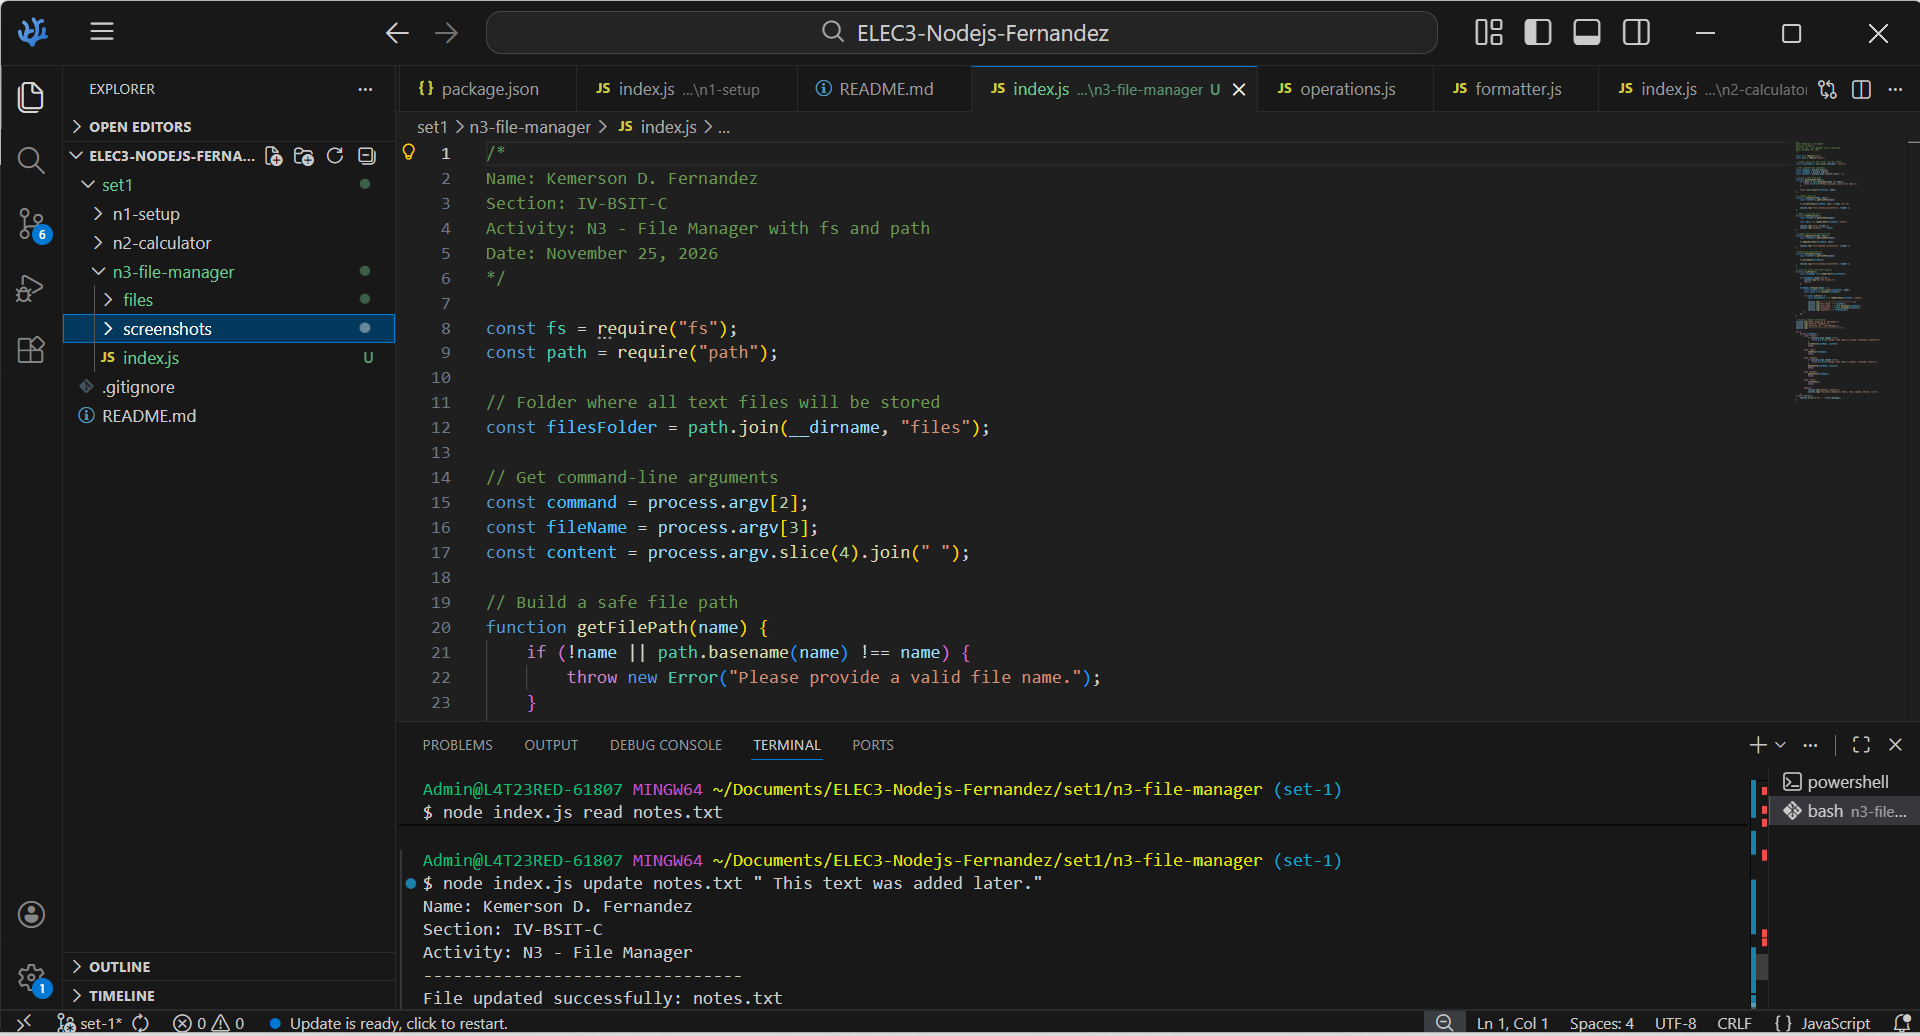 ELEC3-Nodejs-Fernandez
EXPLORER
{} package.json
JS index.js ...\n1-setup
README.md
JS index.js ...\n3-file-manager U
JS operations.js
JS formatter.js
JS index.js ...\n2-calculator
OPEN EDITORS
ELEC3-NODEJS-FERNA...
set1
n1-setup
n2-calculator
n3-file-manager
files
screenshots
JS index.js U
.gitignore
README.md
6
OUTLINE
TIMELINE
1
set1 > n3-file-manager > JS index.js > ...
1 /*
2 Name: Kemerson D. Fernandez
3 Section: IV-BSIT-C
4 Activity: N3 - File Manager with fs and path
5 Date: November 25, 2026
6 */
7
8 const fs = require("fs");
9 const path = require("path");
10
11 // Folder where all text files will be stored
12 const filesFolder = path.join(__dirname, "files");
13
14 // Get command-line arguments
15 const command = process.argv[2];
16 const fileName = process.argv[3];
17 const content = process.argv.slice(4).join(" ");
18
19 // Build a safe file path
20 function getFilePath(name) {
21 if (!name || path.basename(name) !== name) {
22 throw new Error("Please provide a valid file name.");
23 }
PROBLEMS OUTPUT DEBUG CONSOLE TERMINAL PORTS
Admin@L4T23RED-61807 MINGW64 ~/Documents/ELEC3-Nodejs-Fernandez/set1/n3-file-manager (set-1)
$ node index.js read notes.txt
Admin@L4T23RED-61807 MINGW64 ~/Documents/ELEC3-Nodejs-Fernandez/set1/n3-file-manager (set-1)
$ node index.js update notes.txt " This text was added later."
Name: Kemerson D. Fernandez
Section: IV-BSIT-C
Activity: N3 - File Manager
--------------------------------
File updated successfully: notes.txt
powershell
bash n3-file...
set-1* 0 0 Update is ready, click to restart.
Ln 1, Col 1 Spaces: 4 UTF-8 CRLF {} JavaScript